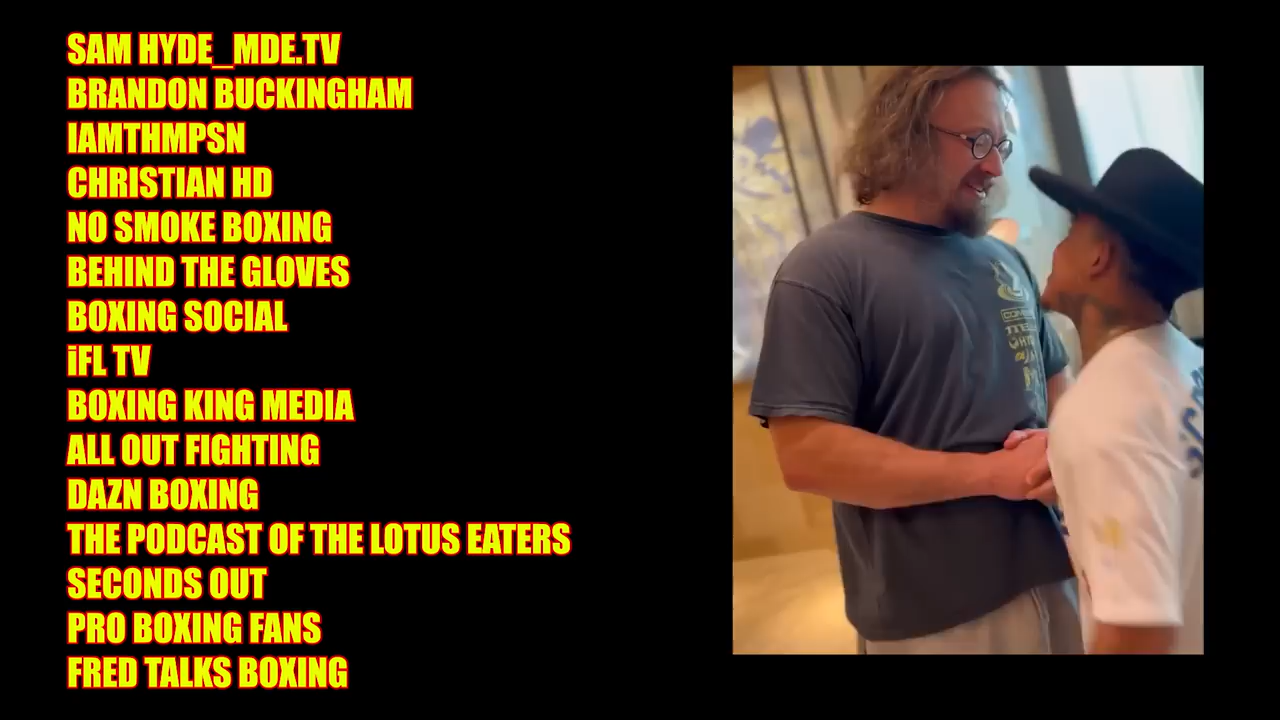 SAM HYDE_MDE.TV
BRANDON BUCKINGHAM
IAMTHMPSN
CHRISTIAN HD
NO SMOKE BOXING
BEHIND THE GLOVES
BOXING SOCIAL
iFL TV
BOXING KING MEDIA
ALL OUT FIGHTING
DAZN BOXING
THE PODCAST OF THE LOTUS EATERS
SECONDS OUT
PRO BOXING FANS
FRED TALKS BOXING